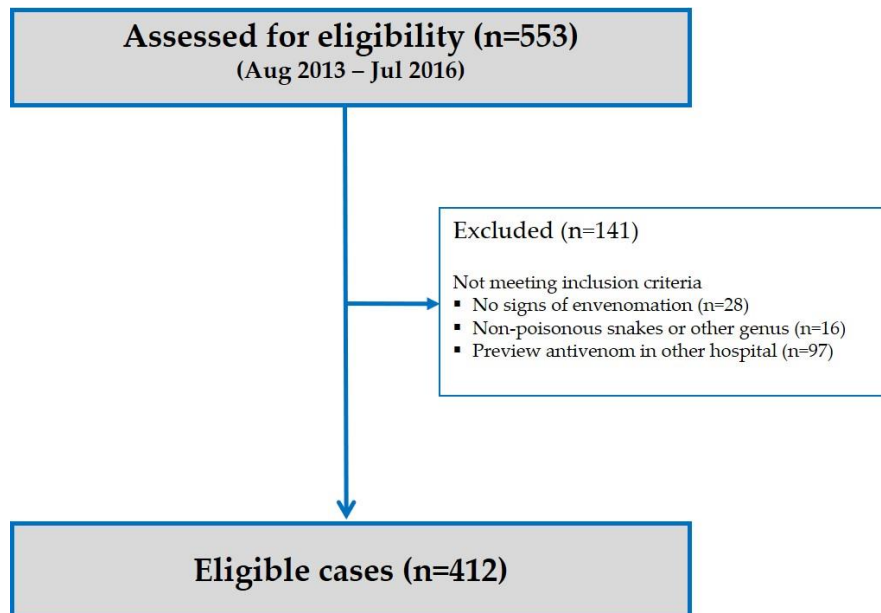 Assessed for eligibility (n=553)
(Aug 2013 – Jul 2016)
Excluded (n=141)
Not meeting inclusion criteria
▪ No signs of envenomation (n=28)
▪ Non-poisonous snakes or other genus (n=16)
▪ Preview antivenom in other hospital (n=97)
Eligible cases (n=412)